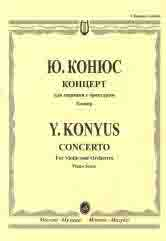 Ю. КОНЮС
КОНЦЕРТ
для скрипки с оркестром
Клавир
Y. KONYUS
CONCERTO
For Violin and Orchestra
Piano Score